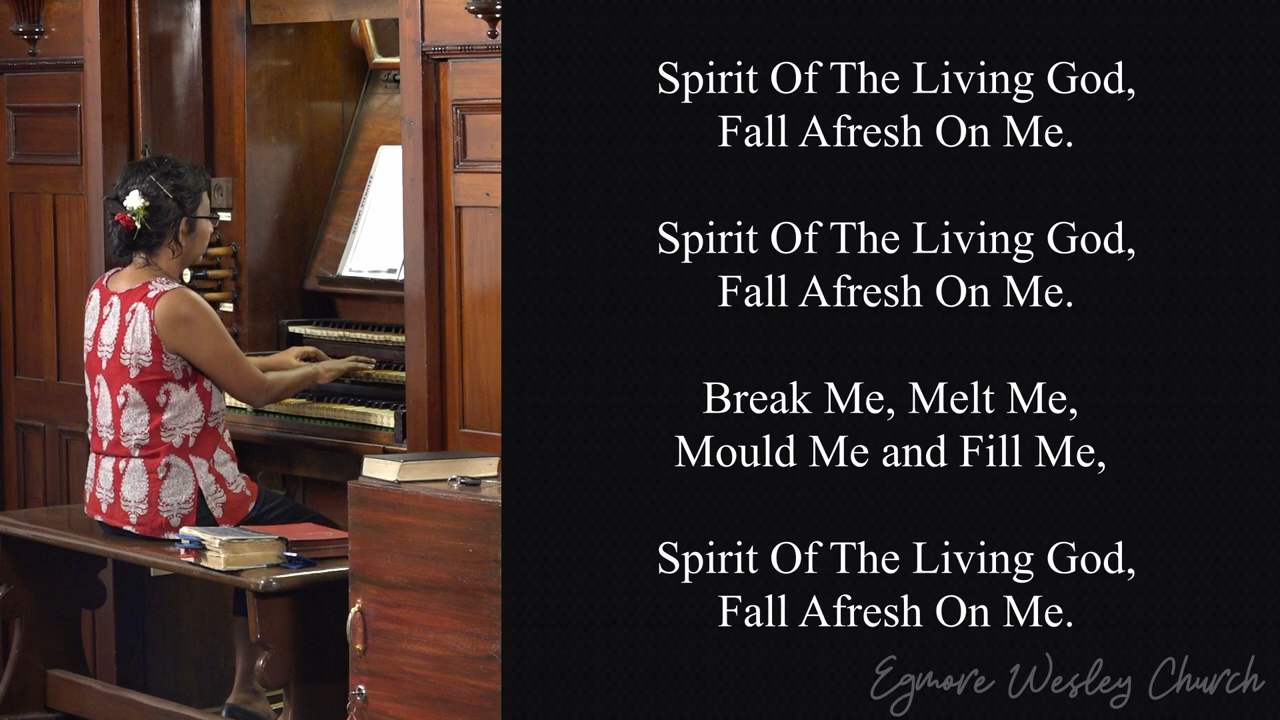 Spirit Of The Living God,
Fall Afresh On Me.
Spirit Of The Living God,
Fall Afresh On Me.
Break Me, Melt Me,
Mould Me and Fill Me,
Spirit Of The Living God,
Fall Afresh On Me.
Egmore Wesley Church